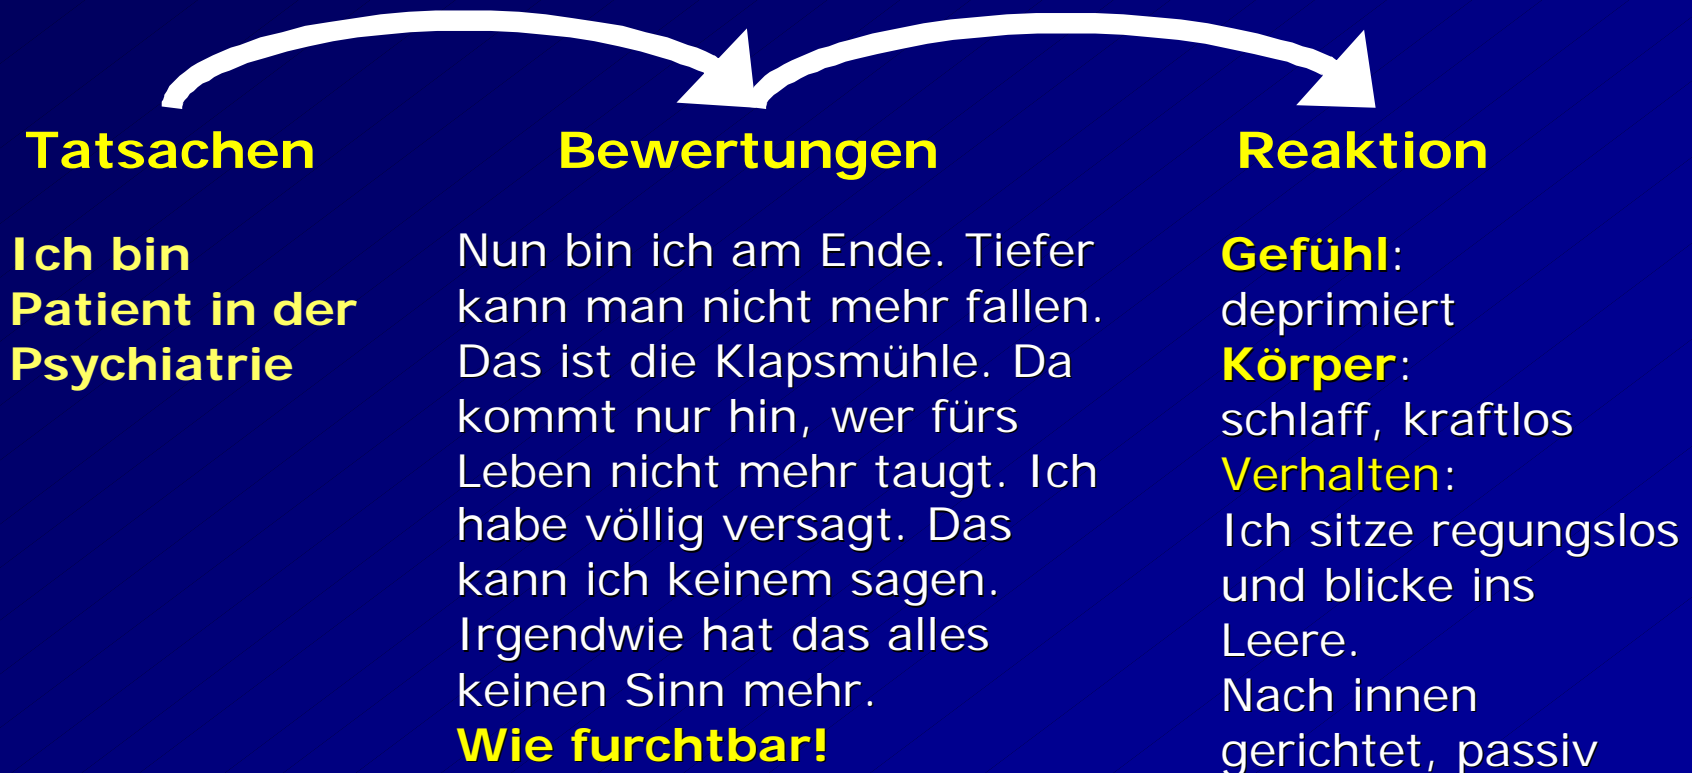 Tatsachen
Bewertungen
Reaktion
Ich bin
Patient in der
Psychiatrie
Nun bin ich am Ende. Tiefer
kann man nicht mehr fallen.
Das ist die Klapsmühle. Da
kommt nur hin, wer fürs
Leben nicht mehr taugt. Ich
habe völlig versagt. Das
kann ich keinem sagen.
Irgendwie hat das alles
keinen Sinn mehr.
Wie furchtbar!
Gefühl:
deprimiert
Körper:
schlaff, kraftlos
Verhalten:
Ich sitze regungslos
und blicke ins
Leere.
Nach innen
gerichtet, passiv